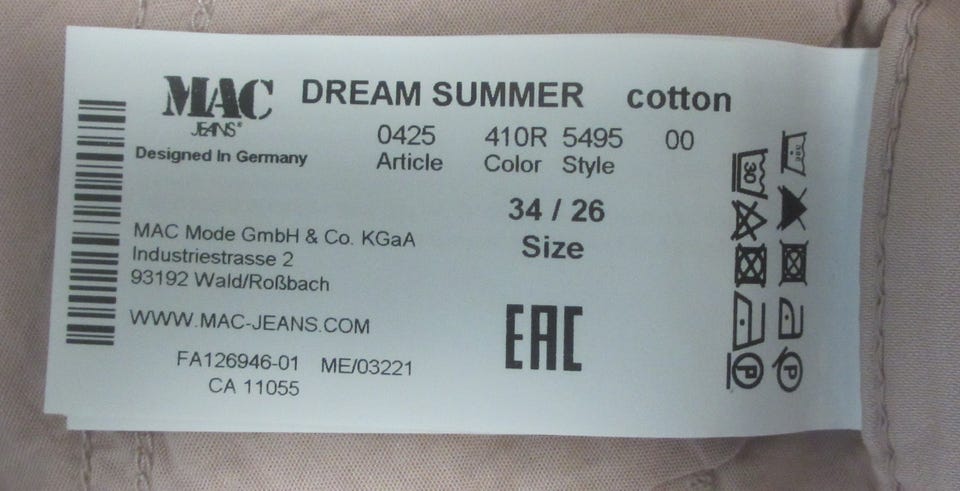 MAC
JEANS®
DREAM SUMMER cotton
0425 410R 5495 00
Article Color Style
Designed In Germany
34 / 26
Size
MAC Mode GmbH & Co. KGaA
Industriestrasse 2
93192 Wald/Roßbach
WWW.MAC-JEANS.COM
EAC
FA126946-01 ME/03221
CA 11055
30
P
P